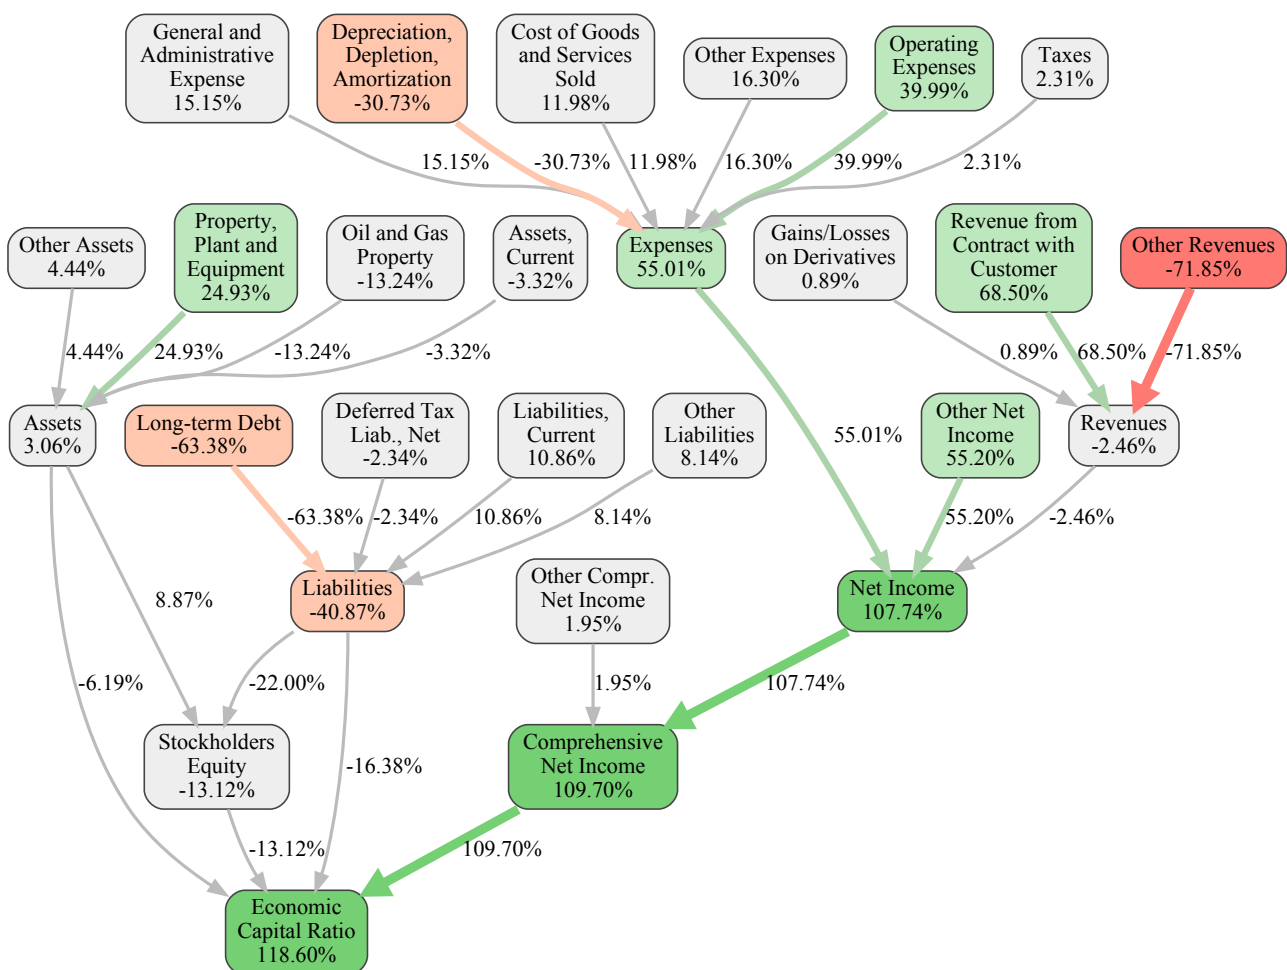 General and
Administrative
Expense
15.15%
Depreciation,
Depletion,
Amortization
-30.73%
Cost of Goods
and Services
Sold
11.98%
Other Expenses
16.30%
Operating
Expenses
39.99%
Taxes
2.31%
15.15%
-30.73%
11.98%
16.30%
39.99%
2.31%
Other Assets
4.44%
Property,
Plant and
Equipment
24.93%
Oil and Gas
Property
-13.24%
Assets,
Current
-3.32%
Expenses
55.01%
Gains/Losses
on Derivatives
0.89%
Revenue from
Contract with
Customer
68.50%
Other Revenues
-71.85%
4.44%
24.93%
-13.24%
-3.32%
0.89%
68.50%
-71.85%
Assets
3.06%
Long-term Debt
-63.38%
Deferred Tax
Liab., Net
-2.34%
Liabilities,
Current
10.86%
Other
Liabilities
8.14%
55.01%
Other Net
Income
55.20%
Revenues
-2.46%
-63.38%
-2.34%
10.86%
8.14%
55.20%
-2.46%
8.87%
Liabilities
-40.87%
Other Compr.
Net Income
1.95%
Net Income
107.74%
-6.19%
-22.00%
1.95%
107.74%
Stockholders
Equity
-13.12%
-16.38%
Comprehensive
Net Income
109.70%
-13.12%
109.70%
Economic
Capital Ratio
118.60%